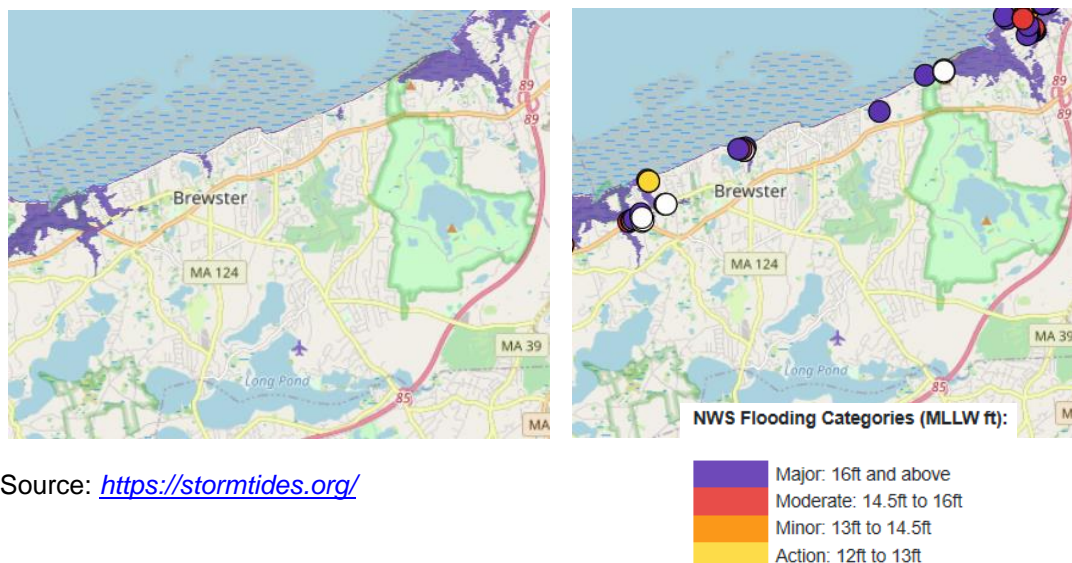 89
89
Brewster
MA 124
MA 39
Long Pond
85
MA
89
89
Brewster
MA 124
MA 39
Long Pond
85
M
NWS Flooding Categories (MLLW ft):
Major: 16ft and above
Moderate: 14.5ft to 16ft
Minor: 13ft to 14.5ft
Action: 12ft to 13ft
Source: https://stormtides.org/